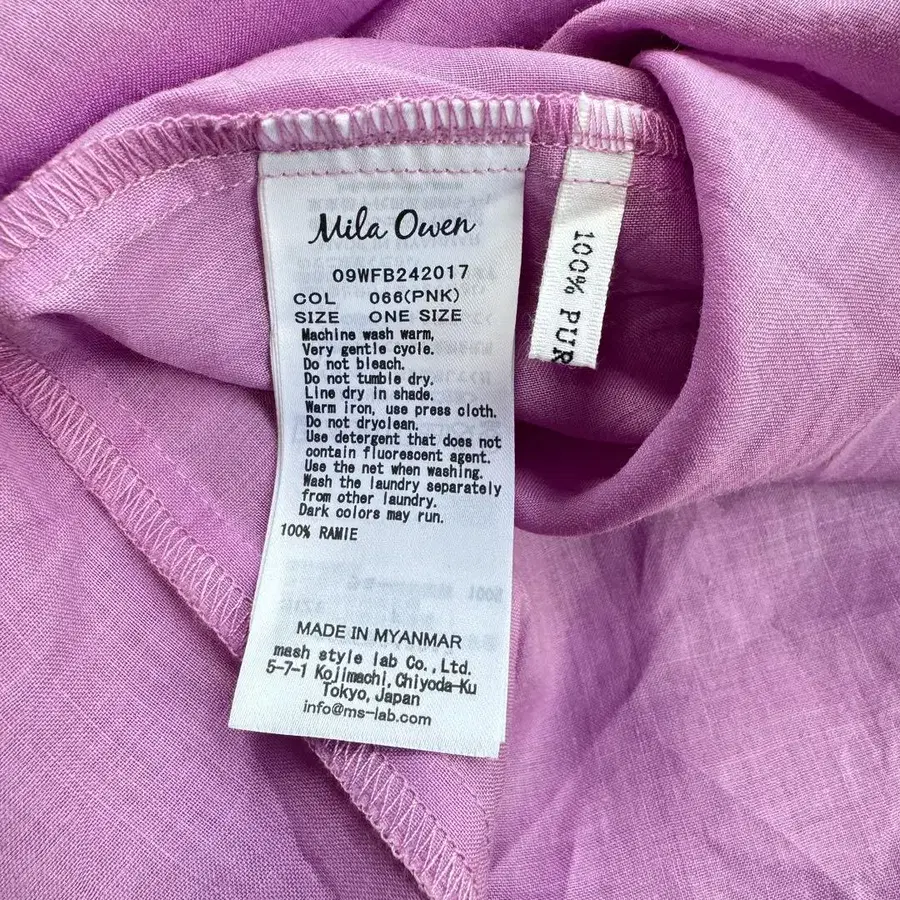 Mila Owen
09WFB242017
COL 066(PNK)
SIZE ONE SIZE
Machine wash warm,
Very gentle cycle.
Do not bleach.
Do not tumble dry.
Line dry in shade.
Warm iron, use press cloth.
Do not dryclean.
Use detergent that does not
contain fluorescent agent.
Use the net when washing.
Wash the laundry separately
from other laundry.
Dark colors may run.
100% RAMIE
MADE IN MYANMAR
mash style lab Co.,Ltd.
5-7-1 Kojimachi,Chiyoda-Ku
Tokyo,Japan
info@ms-lab.com
100% PUR